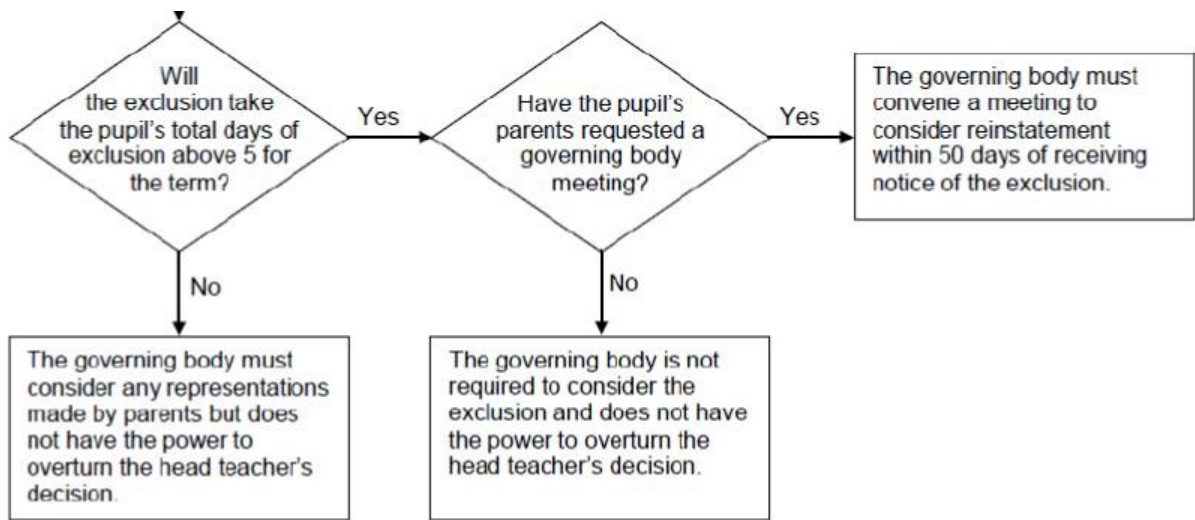 Will
the exclusion take
the pupil's total days of
exclusion above 5 for
the term?
Yes
Have the pupil's
parents requested a
governing body
meeting?
Yes
The governing body must
convene a meeting to
consider reinstatement
within 50 days of receiving
notice of the exclusion.
No
No
The governing body must
consider any representations
made by parents but does
not have the power to
overturn the head teacher's
decision.
The governing body is not
required to consider the
exclusion and does not have
the power to overturn the
head teacher's decision.